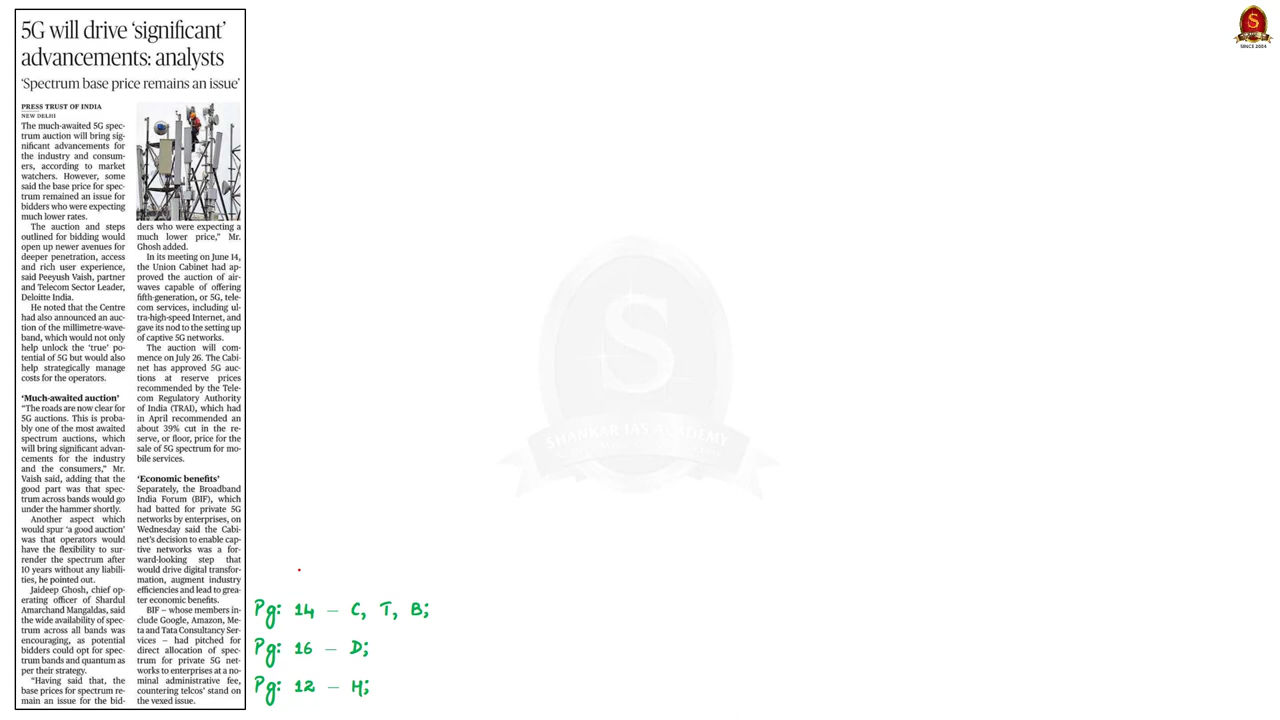 5G will drive ‘significant’
advancements: analysts
‘Spectrum base price remains an issue’
PRESS TRUST OF INDIA
NEW DELHI
The much-awaited 5G spec-
trum auction will bring sig-
nificant advancements for
the industry and consum-
ers, according to market
watchers. However, some
said the base price for spec-
trum remained an issue for
bidders who were expecting
much lower rates.
The auction and steps
outlined for bidding would
open up newer avenues for
deeper penetration, access
and rich user experience,
said Peeyush Vaish, partner
and Telecom Sector Leader,
Deloitte India.
He noted that the Centre
had also announced an auc-
tion of the millimetre-wave-
band, which would not only
help unlock the ‘true’ po-
tential of 5G but would also
help strategically manage
costs for the operators.
‘Much-awaited auction’
“The roads are now clear for
5G auctions. This is proba-
bly one of the most awaited
spectrum auctions, which
will bring significant advan-
cements for the industry
and the consumers,” Mr.
Vaish said, adding that the
good part was that spec-
trum across bands would go
under the hammer shortly.
Another aspect which
would spur ‘a good auction’
was that operators would
have the flexibility to sur-
render the spectrum after
10 years without any liabili-
ties, he pointed out.
Jaideep Ghosh, chief op-
erating officer of Shardul
Amarchand Mangaldas, said
the wide availability of spec-
trum across all bands was
encouraging, as potential
bidders could opt for spec-
trum bands and quantum as
per their strategy.
“Having said that, the
base prices for spectrum re-
main an issue for the bid-
ders who were expecting a
much lower price,” Mr.
Ghosh added.
In its meeting on June 14,
the Union Cabinet had ap-
proved the auction of air-
waves capable of offering
fifth-generation, or 5G, tele-
com services, including ul-
tra-high-speed Internet, and
gave its nod to the setting up
of captive 5G networks.
The auction will com-
mence on July 26. The Cabi-
net has approved 5G auc-
tions at reserve prices
recommended by the Tele-
com Regulatory Authority
of India (TRAI), which had
in April recommended an
about 39% cut in the re-
serve, or floor, price for the
sale of 5G spectrum for mo-
bile services.
‘Economic benefits’
Separately, the Broadband
India Forum (BIF), which
had batted for private 5G
networks by enterprises, on
Wednesday said the Cabi-
net’s decision to enable cap-
tive networks was a for-
ward-looking step that
would drive digital transfor-
mation, augment industry
efficiencies and lead to grea-
ter economic benefits.
BIF – whose members in-
clude Google, Amazon, Me-
ta and Tata Consultancy Ser-
vices – had pitched for
direct allocation of spec-
trum for private 5G net-
works to enterprises at a no-
minal administrative fee,
countering telcos’ stand on
the vexed issue.
Pg: 14 – C, T, B;
Pg: 16 – D;
Pg: 12 – H;
S
SINCE 2004
S
SHANKAR IAS ACADEMY